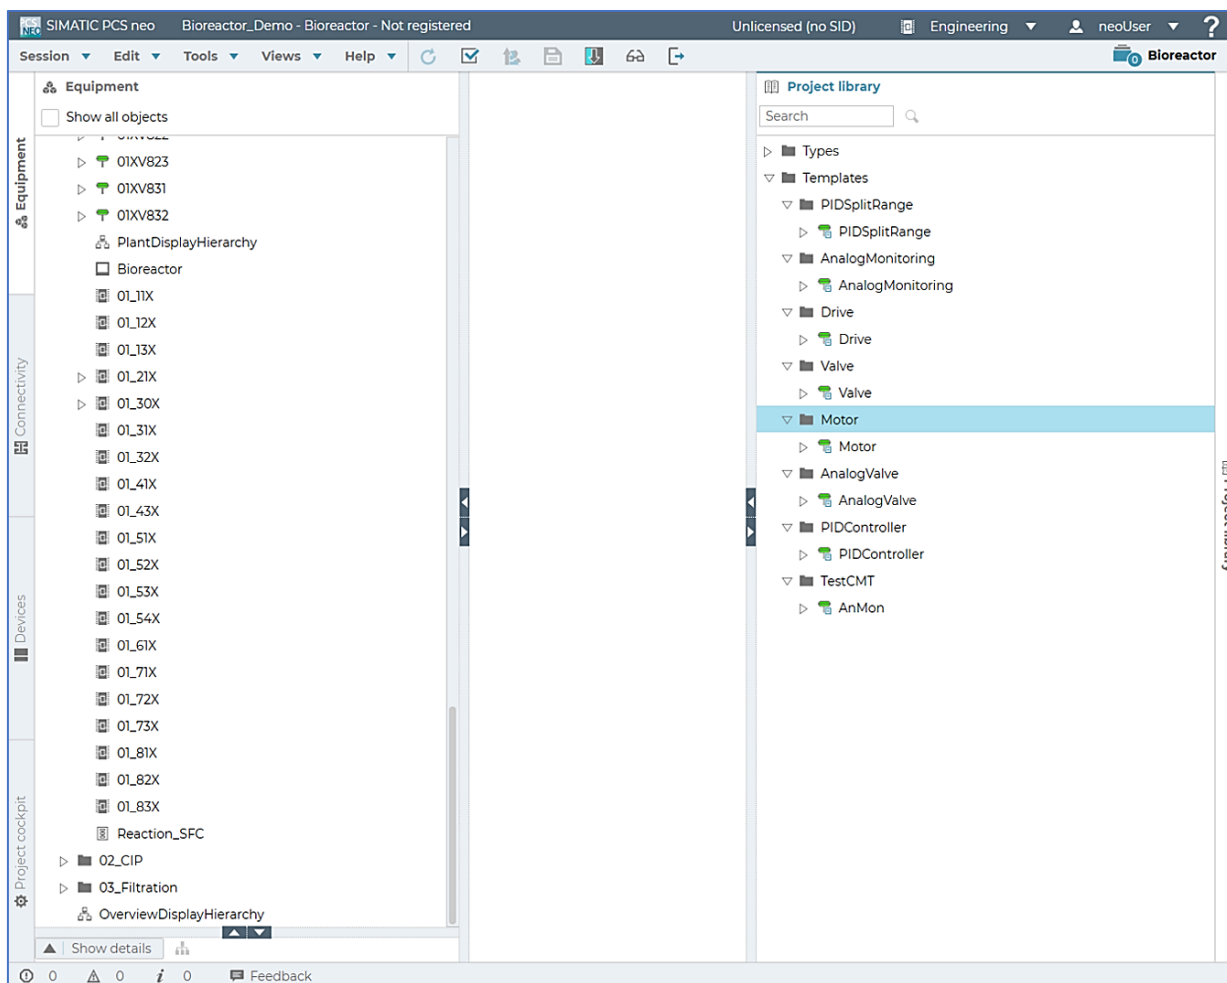 PCS NEO SIMATIC PCS neo Bioreactor_Demo - Bioreactor - Not registered Unlicensed (no SID) Engineering neoUser ?
Session Edit Tools Views Help 0 Bioreactor
Equipment
Show all objects
01XV823
01XV831
01XV832
PlantDisplayHierarchy
Bioreactor
01_11X
01_12X
01_13X
01_21X
01_30X
01_31X
01_32X
01_41X
01_43X
01_51X
01_52X
01_53X
01_54X
01_61X
01_71X
01_72X
01_73X
01_81X
01_82X
01_83X
Reaction_SFC
02_CIP
03_Filtration
OverviewDisplayHierarchy
Show details
Equipment
Connectivity
Devices
Project cockpit
Project library
Search
Types
Templates
PIDSplitRange
PIDSplitRange
AnalogMonitoring
AnalogMonitoring
Drive
Drive
Valve
Valve
Motor
Motor
AnalogValve
AnalogValve
PIDController
PIDController
TestCMT
AnMon
0 0 i 0 Feedback